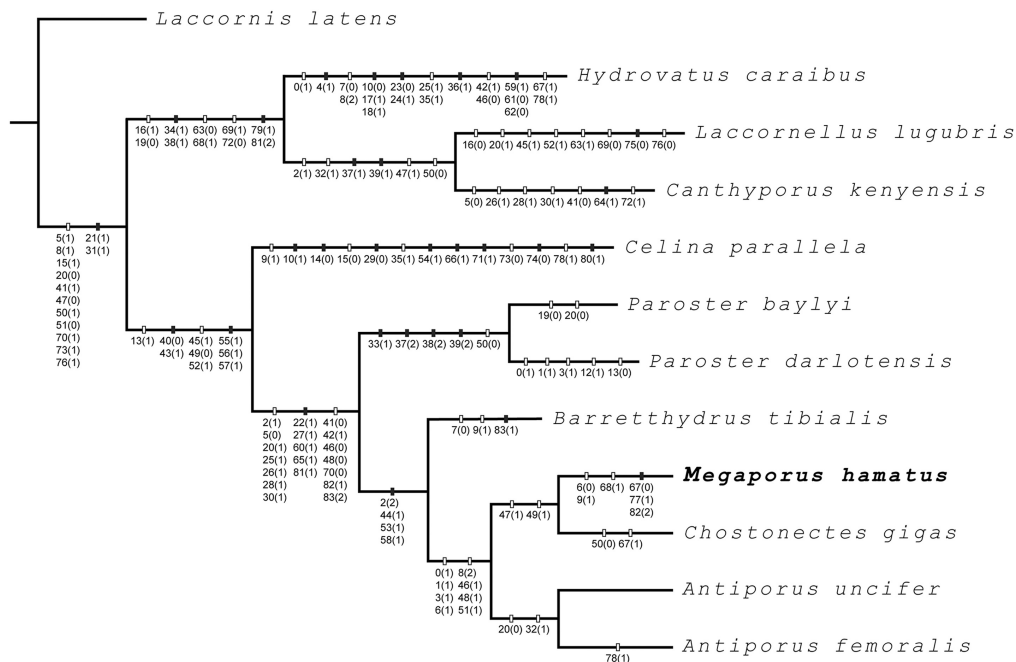 Laccornis latens
Hydrovatus caraibus
0(1) 4(1) 7(0) 10(0) 23(0) 25(1) 36(1) 42(1) 59(1) 67(1)
8(2) 17(1) 24(1) 35(1) 46(0) 61(0) 78(1)
18(1) 62(0)
16(1) 34(1) 63(0) 69(1) 79(1)
19(0) 38(1) 68(1) 72(0) 81(2)
Laccornellus lugubris
16(0) 20(1) 45(1) 52(1) 63(1) 69(0) 75(0) 76(0)
2(1) 32(1) 37(1) 39(1) 47(1) 50(0)
Canthyporus kenyensis
5(0) 26(1) 28(1) 30(1) 41(0) 64(1) 72(1)
5(1) 21(1)
8(1) 31(1)
15(1)
20(0)
41(1)
47(0)
50(1)
51(0)
70(1)
73(1)
76(1)
Celina parallela
9(1) 10(1) 14(0) 15(0) 29(0) 35(1) 54(1) 66(1) 71(1) 73(0) 74(0) 78(1) 80(1)
13(1) 40(0) 45(1) 55(1)
43(1) 49(0) 56(1)
52(1) 57(1)
Paroster baylyi
19(0) 20(0)
33(1) 37(2) 38(2) 39(2) 50(0)
Paroster darlotensis
0(1) 1(1) 3(1) 12(1) 13(0)
2(1) 22(1) 41(0)
5(0) 27(1) 42(1)
20(1) 60(1) 46(0)
25(1) 65(1) 48(0)
26(1) 81(1) 70(0)
28(1) 82(1)
30(1) 83(2)
Barretthydrus tibialis
7(0) 9(1) 83(1)
2(2)
44(1)
53(1)
58(1)
Megaporus hamatus
6(0) 68(1) 67(0)
9(1) 77(1)
82(2)
47(1) 49(1)
Chostonectes gigas
50(0) 67(1)
0(1) 8(2)
1(1) 46(1)
3(1) 48(1)
6(1) 51(1)
Antiporus uncifer
20(0) 32(1)
Antiporus femoralis
78(1)